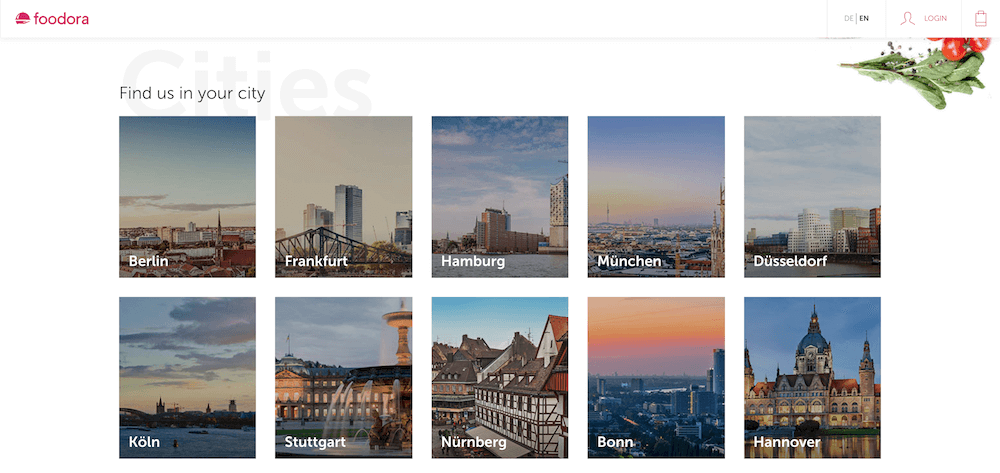 foodora
DE | EN
LOGIN
Cities
Find us in your city
Berlin
Frankfurt
Hamburg
München
Düsseldorf
Köln
Stuttgart
Nürnberg
Bonn
Hannover